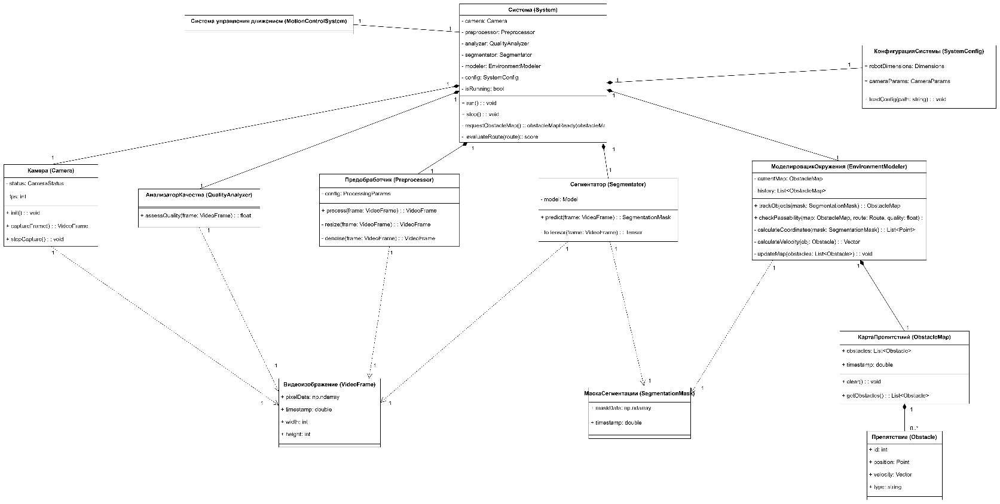 Система управления движением (MotionControlSystem)
1
1
Система (System)
- camera: Camera
- preprocessor: Preprocessor
- analyzer: QualityAnalyzer
- segmentator: Segmentator
- modeler: EnvironmentModeler
- config: SystemConfig
- isRunning: bool
+ run() : : void
+ stop() : : void
- requestObstacleMap() : : obstacleMapReady(obstacleMa
- evaluateRoute(route): : score
КонфигурацияСистемы (SystemConfig)
+ robotDimensions: Dimensions
+ cameraParams: CameraParams
- loadConfig(path: string) : : void
1
1
1
1
1
1
1
1
1
1
1
1
Камера (Camera)
- status: CameraStatus
fps: int
+ init() : : void
+ captureFrame() : : VideoFrame
+ stopCapture() : : void
АнализаторКачества (QualityAnalyzer)
+ assessQuality(frame: VideoFrame) : : float
Предобработчик (Preprocessor)
- config: ProcessingParams
+ process(frame: VideoFrame) : : VideoFrame
- resize(frame: VideoFrame) : : VideoFrame
- denoise(frame: VideoFrame) : : VideoFrame
Сегментатор (Segmentator)
- model: Model
+ predict(frame: VideoFrame) : : SegmentationMask
toTensor(frame: VideoFrame) : : Tensor
МоделировщикОкружения (EnvironmentModeler)
- currentMap: ObstacleMap
- history: List<ObstacleMap>
+ trackObjects(mask: SegmentationMask) : : ObstacleMap
+ checkPassability(map: ObstacleMap, route: Route, quality: float) :
- calculateCoordinates(mask: SegmentationMask) : : List<Point>
- calculateVelocity(obj: Obstacle) : : Vector
- updateMap(obstacles: List<Obstacle>) : : void
1
1
1
1
1
1
1
1
1
1
1
1
1
1
Видеоизображение (VideoFrame)
+ pixelData: np.ndarray
+ timestamp: double
+ width: int
+ height: int
МаскаСегментации (SegmentationMask)
+ maskData: np.ndarray
+ timestamp: double
1
КартаПрепятствий (ObstacleMap)
+ obstacles: List<Obstacle>
+ timestamp: double
+ clear() : : void
+ getObstacles() : : List<Obstacle>
1
0..*
Препятствие (Obstacle)
+ id: int
+ position: Point
+ velocity: Vector
+ type: string